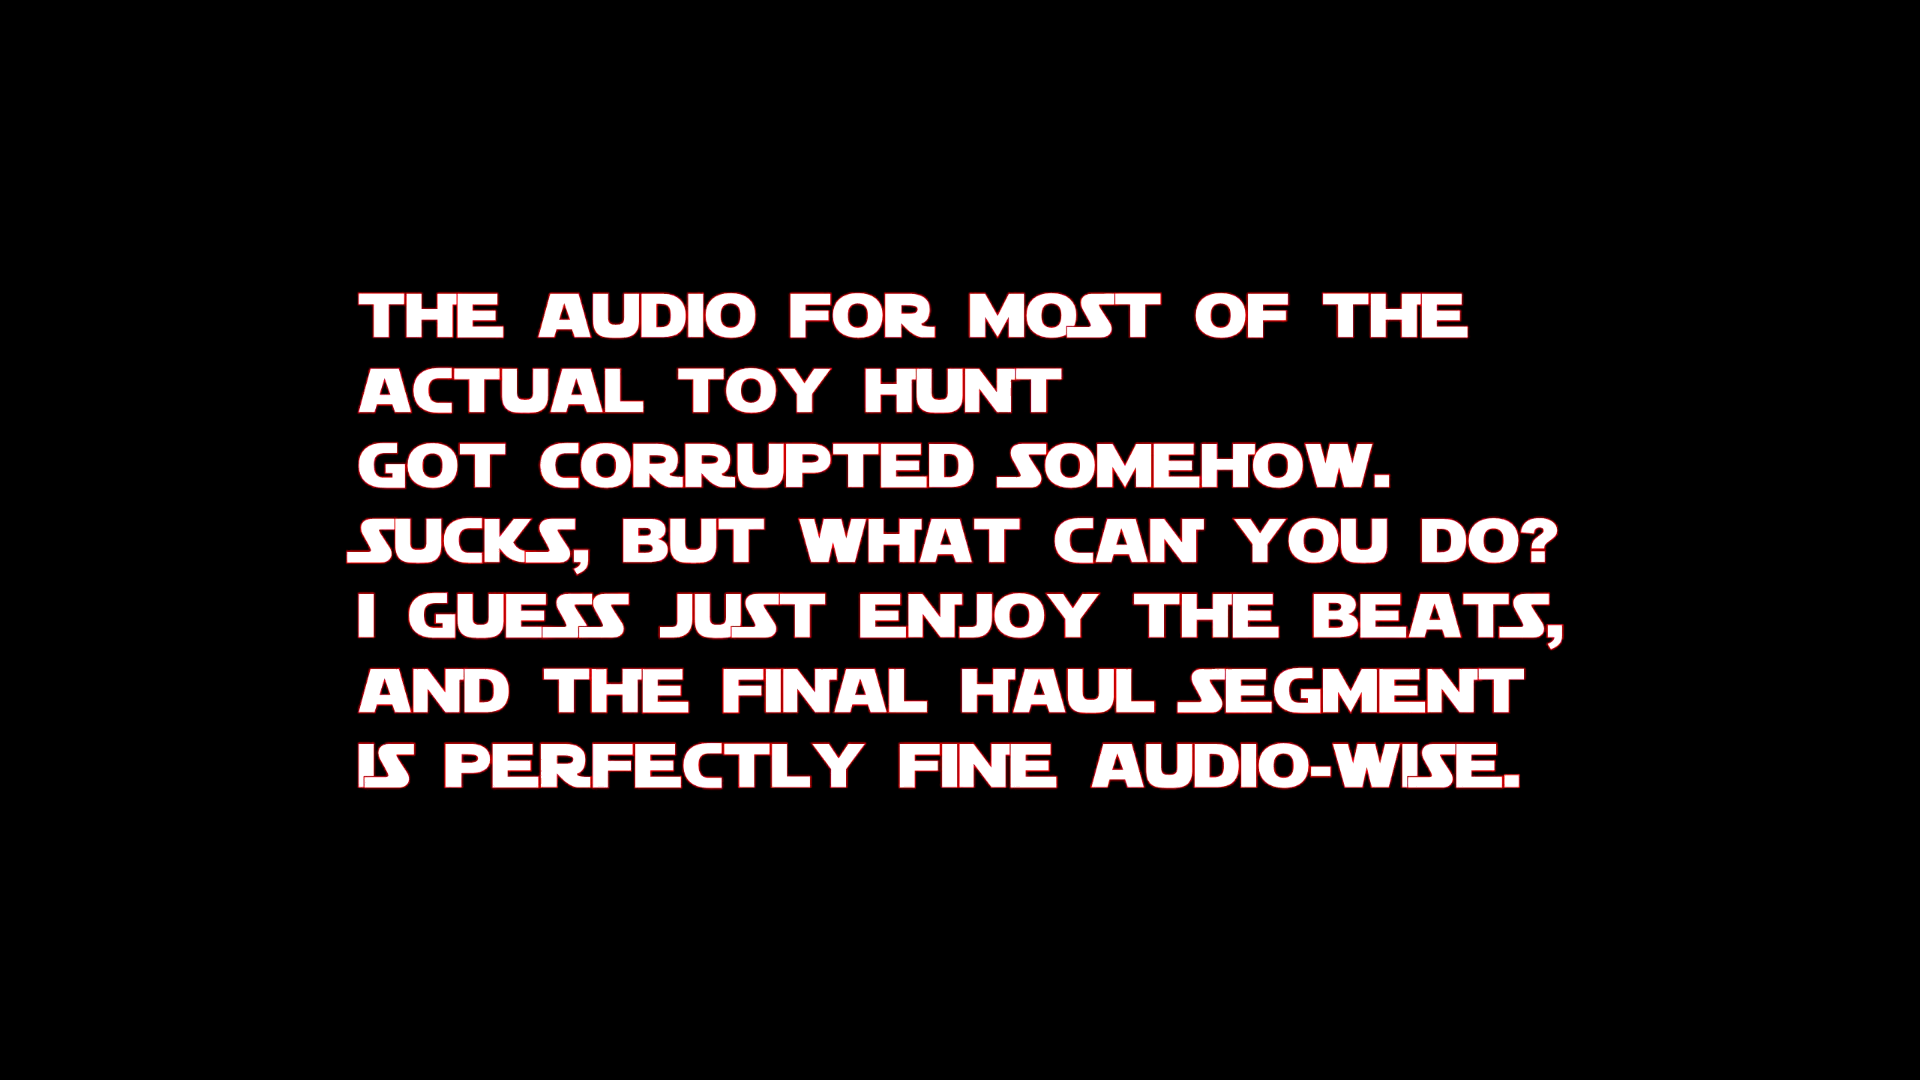 THE AUDIO FOR MOST OF THE
ACTUAL TOY HUNT
GOT CORRUPTED SOMEHOW.
SUCKS, BUT WHAT CAN YOU DO?
I GUESS JUST ENJOY THE BEATS,
AND THE FINAL HAUL SEGMENT
IS PERFECTLY FINE AUDIO-WISE.